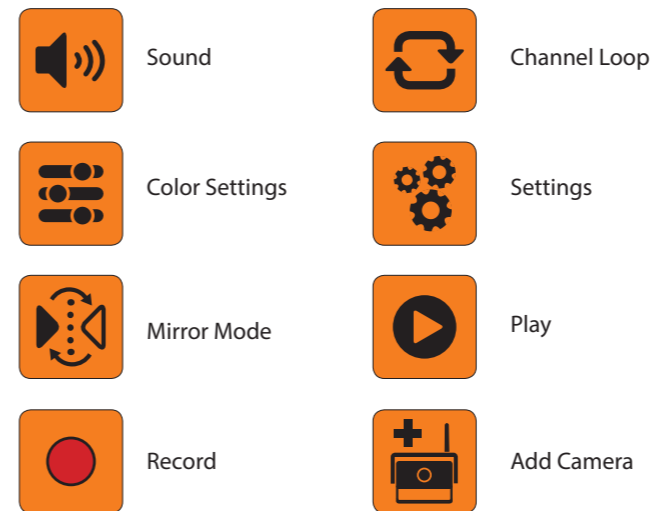 Sound
Channel Loop
Color Settings
Settings
Mirror Mode
Play
Record
Add Camera